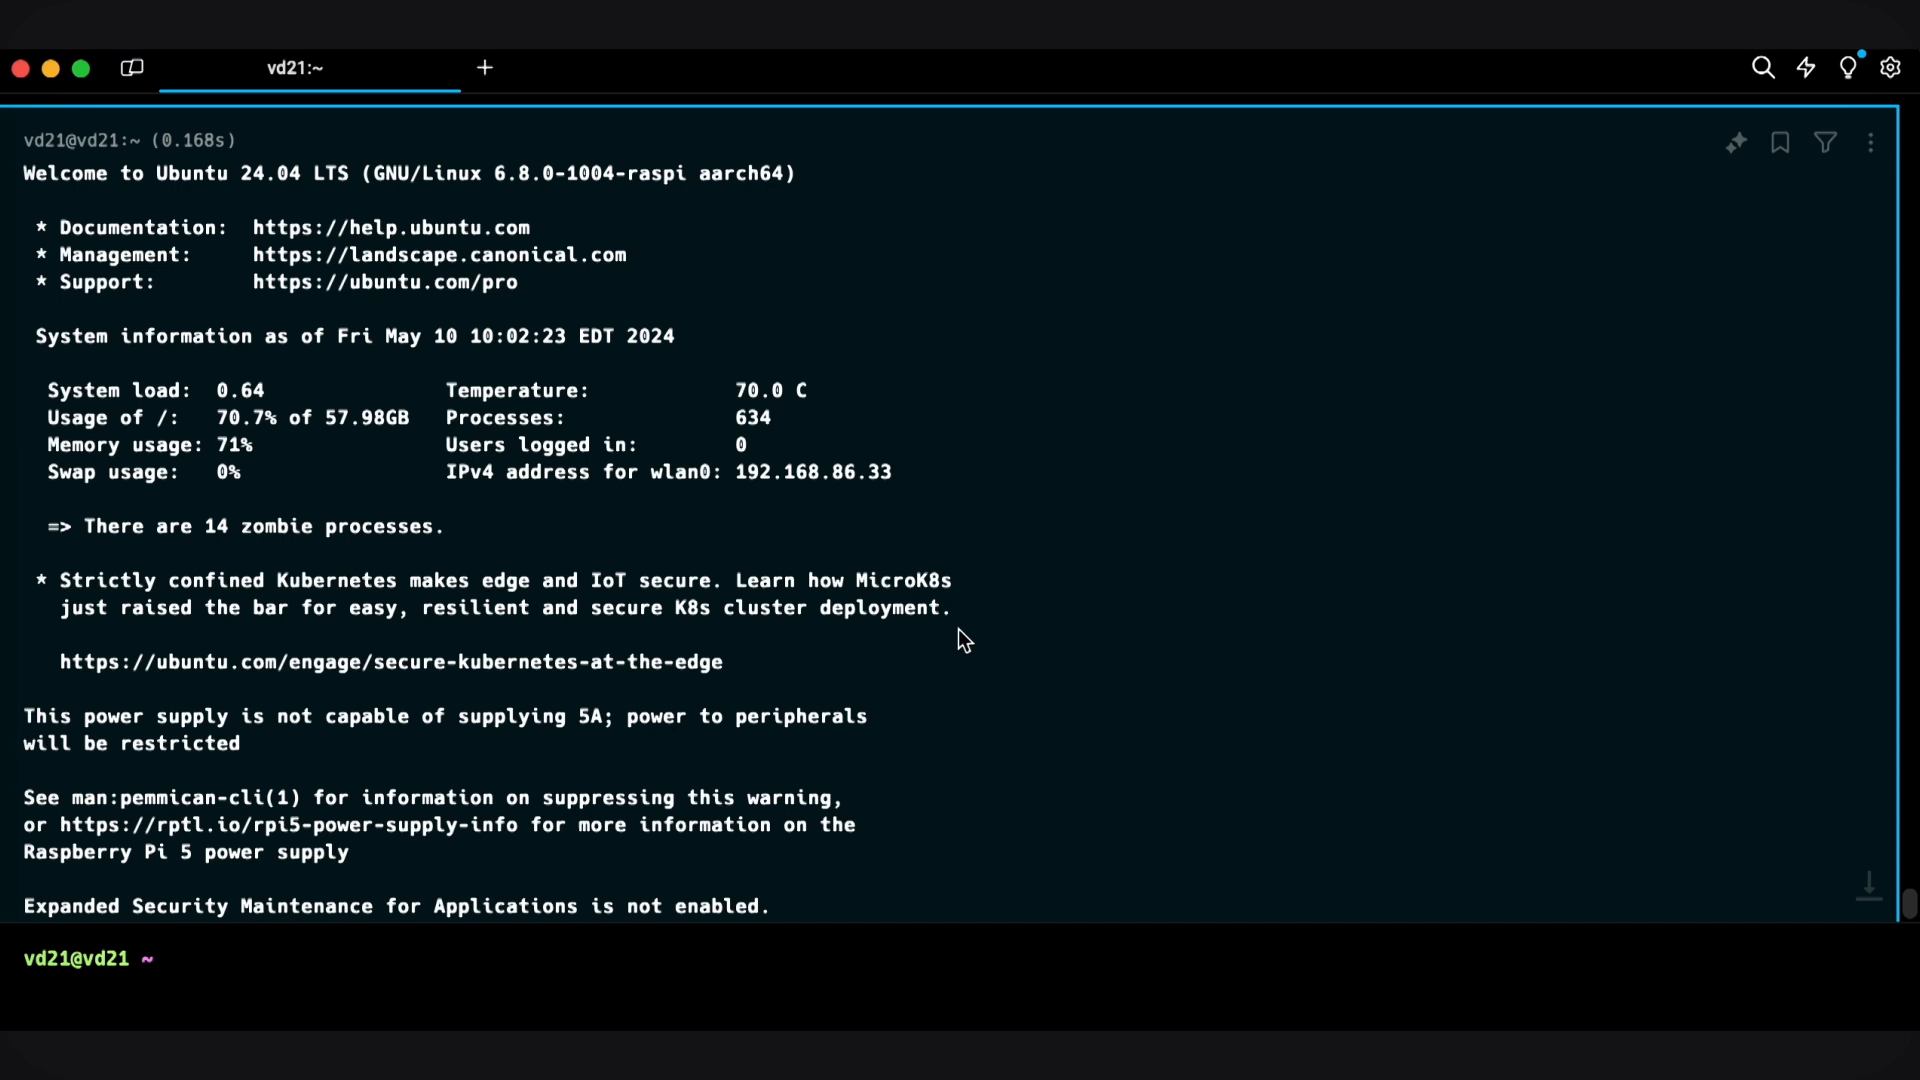 vd21:~
vd21@vd21:~ (0.168s)
Welcome to Ubuntu 24.04 LTS (GNU/Linux 6.8.0-1004-raspi aarch64)
* Documentation: https://help.ubuntu.com
* Management: https://landscape.canonical.com
* Support: https://ubuntu.com/pro
System information as of Fri May 10 10:02:23 EDT 2024
System load: 0.64 Temperature: 70.0 C
Usage of /: 70.7% of 57.98GB Processes: 634
Memory usage: 71% Users logged in: 0
Swap usage: 0% IPv4 address for wlan0: 192.168.86.33
=> There are 14 zombie processes.
* Strictly confined Kubernetes makes edge and IoT secure. Learn how MicroK8s
just raised the bar for easy, resilient and secure K8s cluster deployment.
https://ubuntu.com/engage/secure-kubernetes-at-the-edge
This power supply is not capable of supplying 5A; power to peripherals
will be restricted
See man:pemmican-cli(1) for information on suppressing this warning,
or https://rptl.io/rpi5-power-supply-info for more information on the
Raspberry Pi 5 power supply
Expanded Security Maintenance for Applications is not enabled.
vd21@vd21 ~